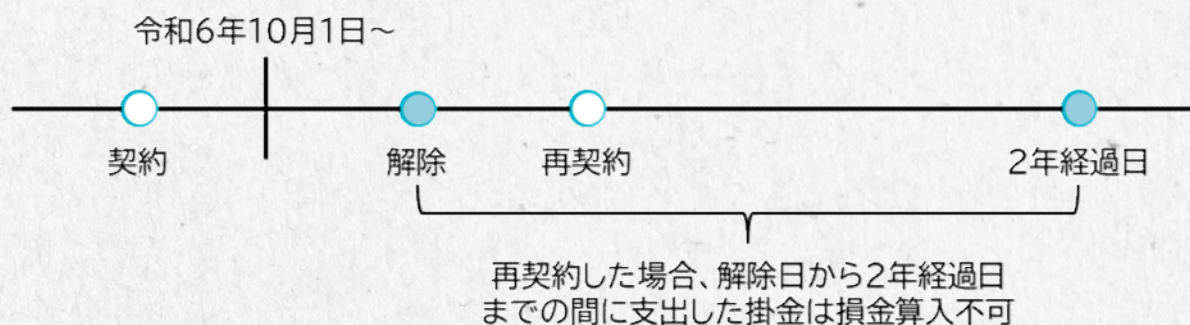 令和6年10月1日～
契約
解除
再契約
2年経過日
再契約した場合、解除日から2年経過日
までの間に支出した掛金は損金算入不可